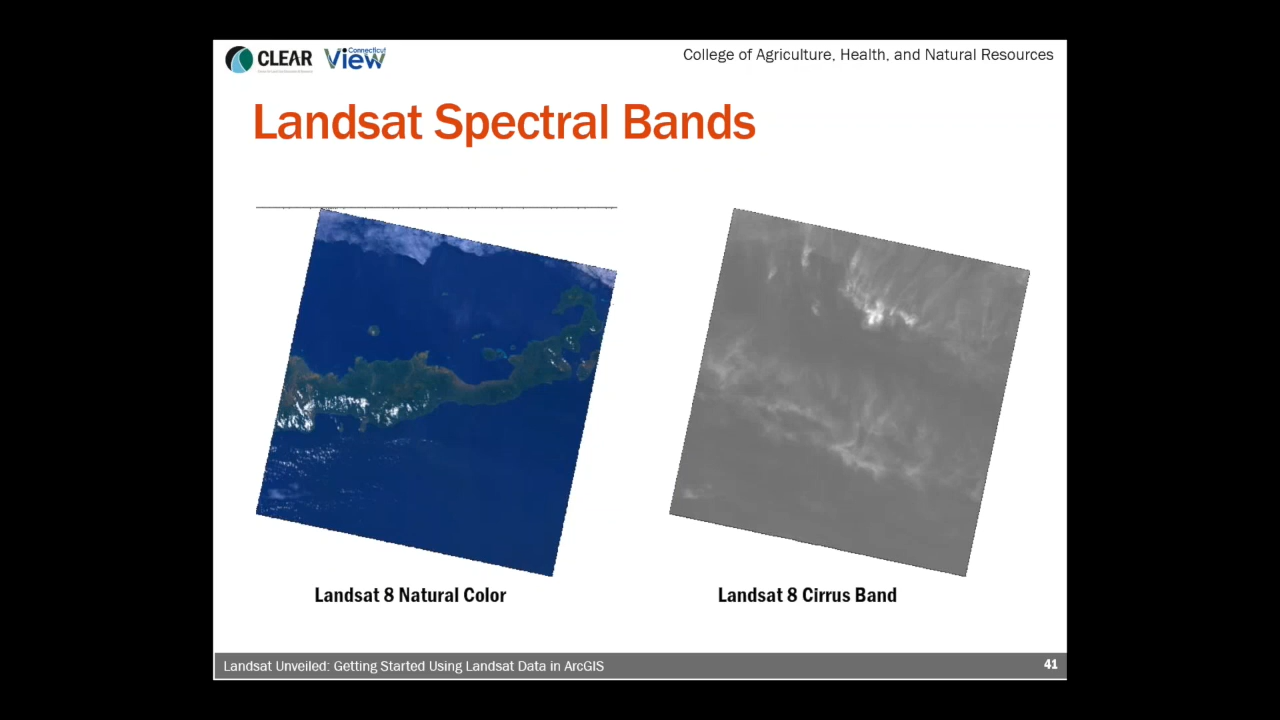 CLEAR
Connecticut
View
College of Agriculture, Health, and Natural Resources
Landsat Spectral Bands
Landsat 8 Natural Color
Landsat 8 Cirrus Band
Landsat Unveiled: Getting Started Using Landsat Data in ArcGIS
41